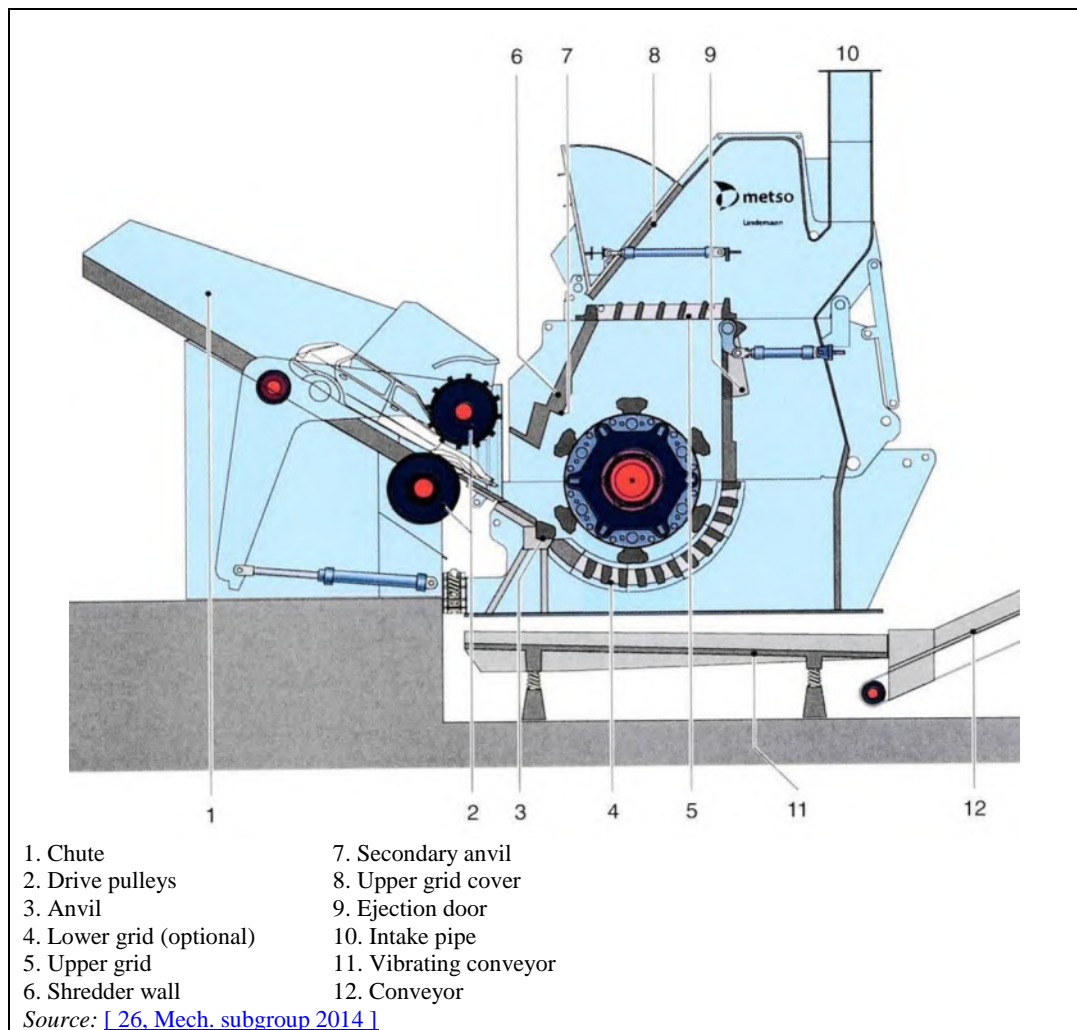 6 7 8 9 10
metso
Lindemann
1 2 3 4 5 11 12
1. Chute 7. Secondary anvil
2. Drive pulleys 8. Upper grid cover
3. Anvil 9. Ejection door
4. Lower grid (optional) 10. Intake pipe
5. Upper grid 11. Vibrating conveyor
6. Shredder wall 12. Conveyor
Source: [ 26, Mech. subgroup 2014 ]